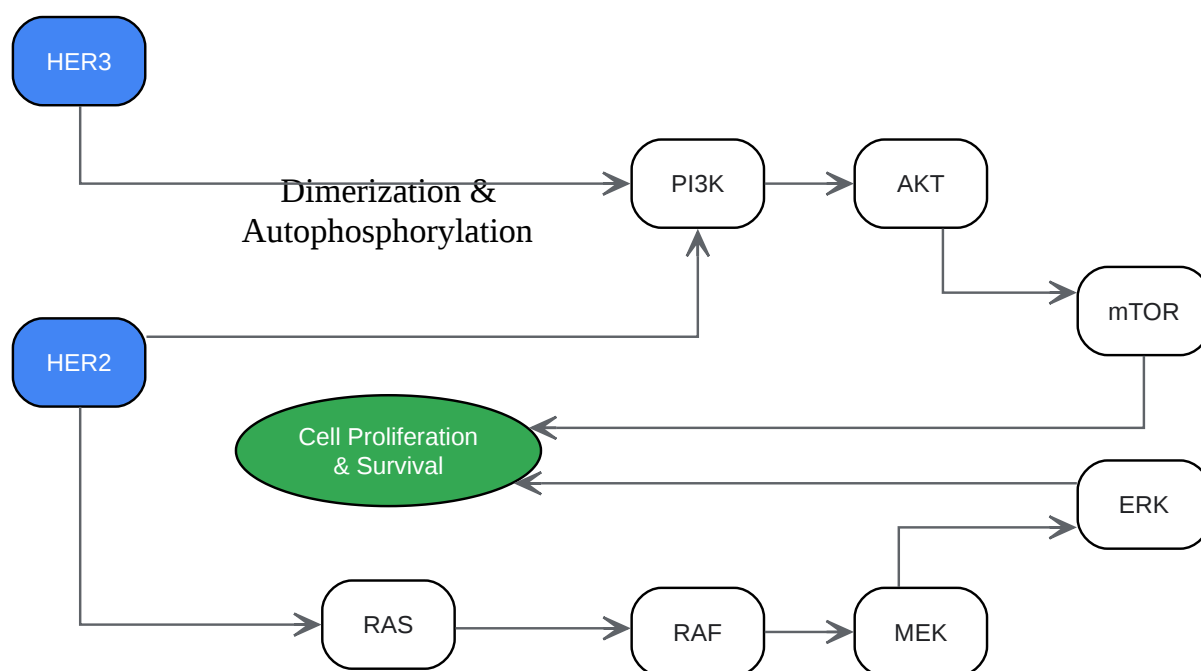 HER3
PI3K
AKT
Dimerization &
Autophosphorylation
mTOR
HER2
Cell Proliferation
& Survival
ERK
RAS
RAF
MEK